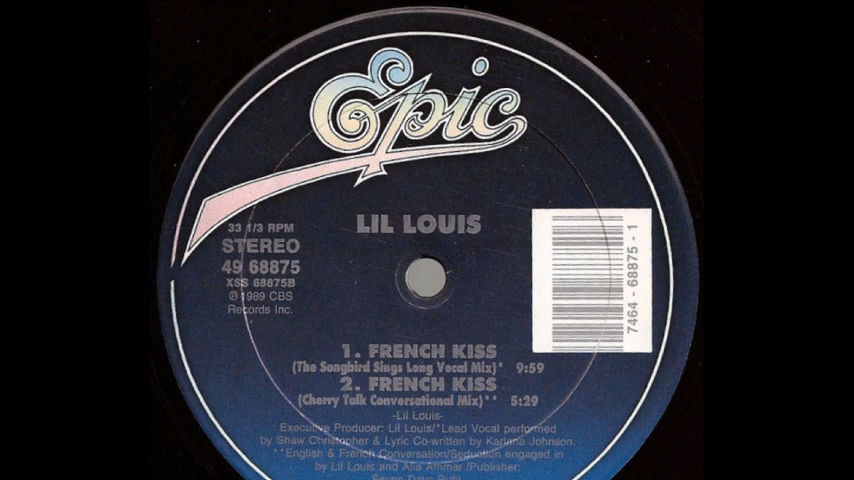 Epic
LIL LOUIS
33 1/3 RPM
STEREO
49 68875
XSS 68875B
℗ 1989 CBS
Records Inc.
7464 - 68875 - 1
1. FRENCH KISS
(The Songbird Sings Long Vocal Mix)* 9:59
2. FRENCH KISS
(Cherry Talk Conversational Mix)** 5:29
-Lil Louis-
Executive Producer: Lil Louis/*Lead Vocal performed
by Shaw Christopher & Lyric Co-written by Karlana Johnson.
**English & French Conversation/Seduction engaged in
by Lil Louis and Alia Ammar/Publisher: